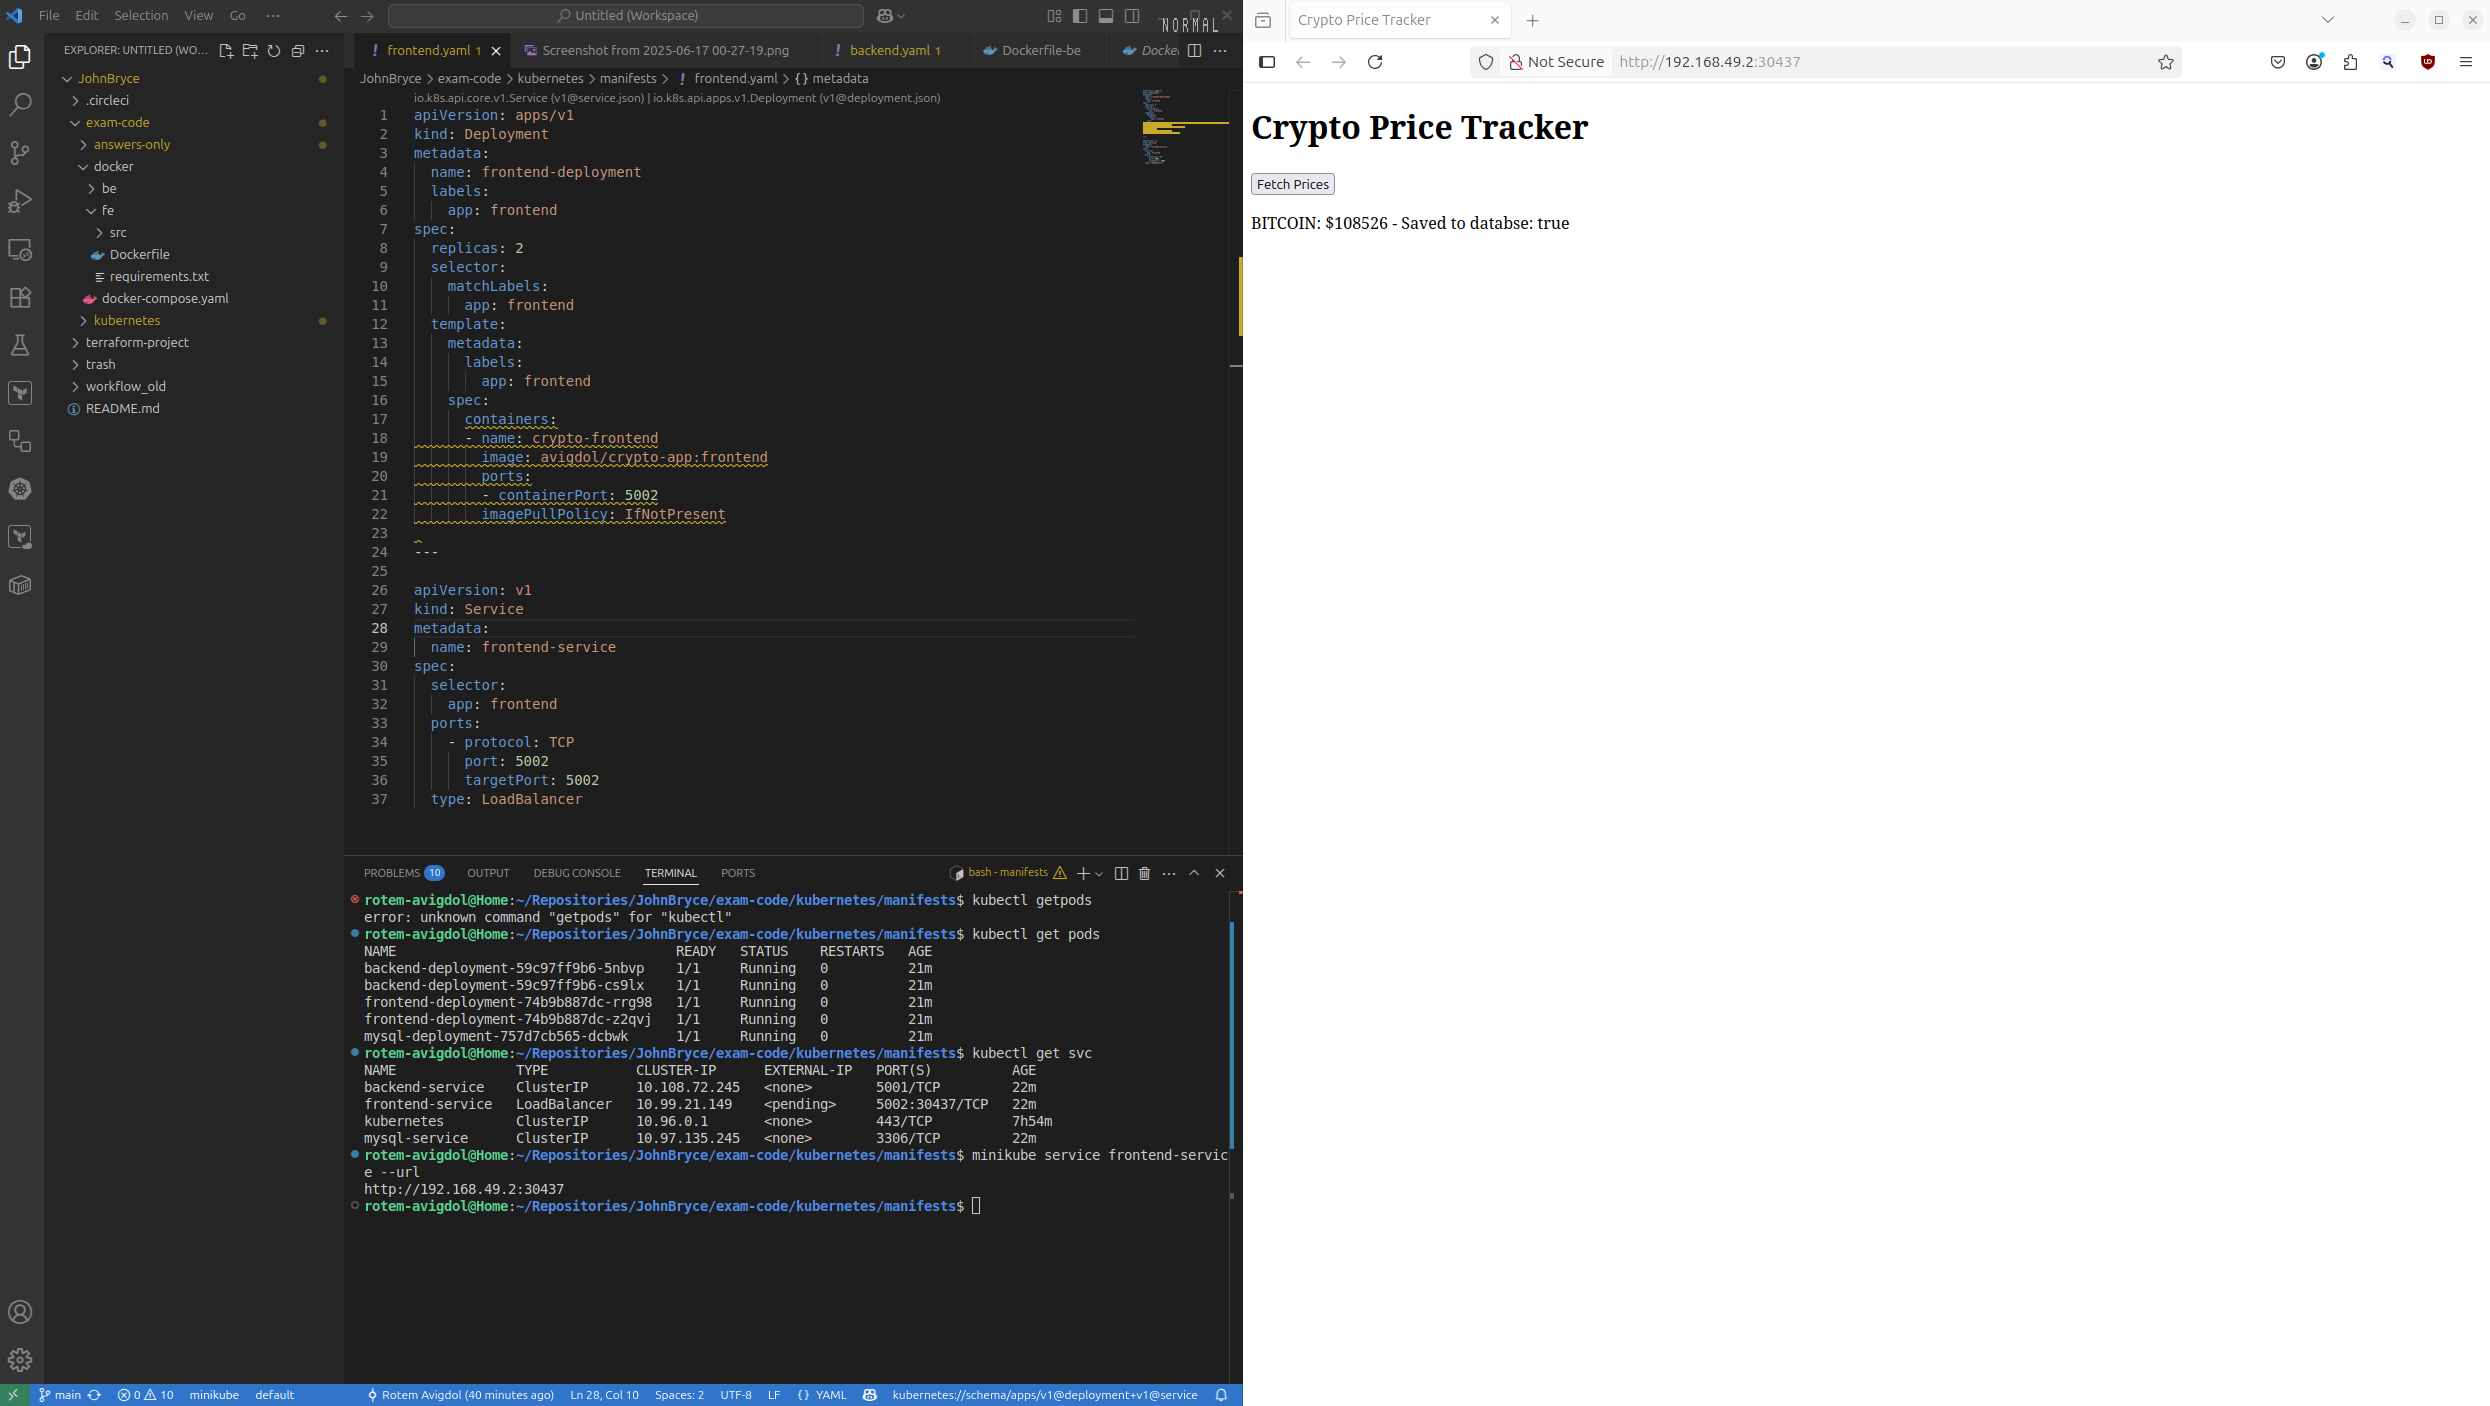 File Edit Selection View Go ··· Untitled (Workspace)
NORMAL
EXPLORER: UNTITLED (WO...
JohnBryce
.circleci
exam-code
answers-only
docker
be
fe
src
Dockerfile
requirements.txt
docker-compose.yaml
kubernetes
terraform-project
trash
workflow_old
README.md
frontend.yaml 1 Screenshot from 2025-06-17 00-27-19.png backend.yaml 1 Dockerfile-be Docke
JohnBryce > exam-code > kubernetes > manifests > ! frontend.yaml > {} metadata
io.k8s.api.core.v1.Service (v1@service.json) | io.k8s.api.apps.v1.Deployment (v1@deployment.json)
1 apiVersion: apps/v1
2 kind: Deployment
3 metadata:
4 name: frontend-deployment
5 labels:
6 app: frontend
7 spec:
8 replicas: 2
9 selector:
10 matchLabels:
11 app: frontend
12 template:
13 metadata:
14 labels:
15 app: frontend
16 spec:
17 containers:
18 - name: crypto-frontend
19 image: avigdol/crypto-app:frontend
20 ports:
21 - containerPort: 5002
22 imagePullPolicy: IfNotPresent
23
24 ---
25
26 apiVersion: v1
27 kind: Service
28 metadata:
29 name: frontend-service
30 spec:
31 selector:
32 app: frontend
33 ports:
34 - protocol: TCP
35 port: 5002
36 targetPort: 5002
37 type: LoadBalancer
PROBLEMS 10 OUTPUT DEBUG CONSOLE TERMINAL PORTS bash - manifests
rotem-avigdol@Home:~/Repositories/JohnBryce/exam-code/kubernetes/manifests$ kubectl getpods
error: unknown command "getpods" for "kubectl"
rotem-avigdol@Home:~/Repositories/JohnBryce/exam-code/kubernetes/manifests$ kubectl get pods
NAME READY STATUS RESTARTS AGE
backend-deployment-59c97ff9b6-5nbvp 1/1 Running 0 21m
backend-deployment-59c97ff9b6-cs9lx 1/1 Running 0 21m
frontend-deployment-74b9b887dc-rrg98 1/1 Running 0 21m
frontend-deployment-74b9b887dc-z2qvj 1/1 Running 0 21m
mysql-deployment-757d7cb565-dcbwk 1/1 Running 0 21m
rotem-avigdol@Home:~/Repositories/JohnBryce/exam-code/kubernetes/manifests$ kubectl get svc
NAME TYPE CLUSTER-IP EXTERNAL-IP PORT(S) AGE
backend-service ClusterIP 10.108.72.245 <none> 5001/TCP 22m
frontend-service LoadBalancer 10.99.21.149 <pending> 5002:30437/TCP 22m
kubernetes ClusterIP 10.96.0.1 <none> 443/TCP 7h54m
mysql-service ClusterIP 10.97.135.245 <none> 3306/TCP 22m
rotem-avigdol@Home:~/Repositories/JohnBryce/exam-code/kubernetes/manifests$ minikube service frontend-servic
e --url
http://192.168.49.2:30437
rotem-avigdol@Home:~/Repositories/JohnBryce/exam-code/kubernetes/manifests$
main 0 10 minikube default Rotem Avigdol (40 minutes ago) Ln 28, Col 10 Spaces: 2 UTF-8 LF {} YAML kubernetes://schema/apps/v1@deployment+v1@service
Crypto Price Tracker
Not Secure http://192.168.49.2:30437
Crypto Price Tracker
Fetch Prices
BITCOIN: $108526 - Saved to databse: true